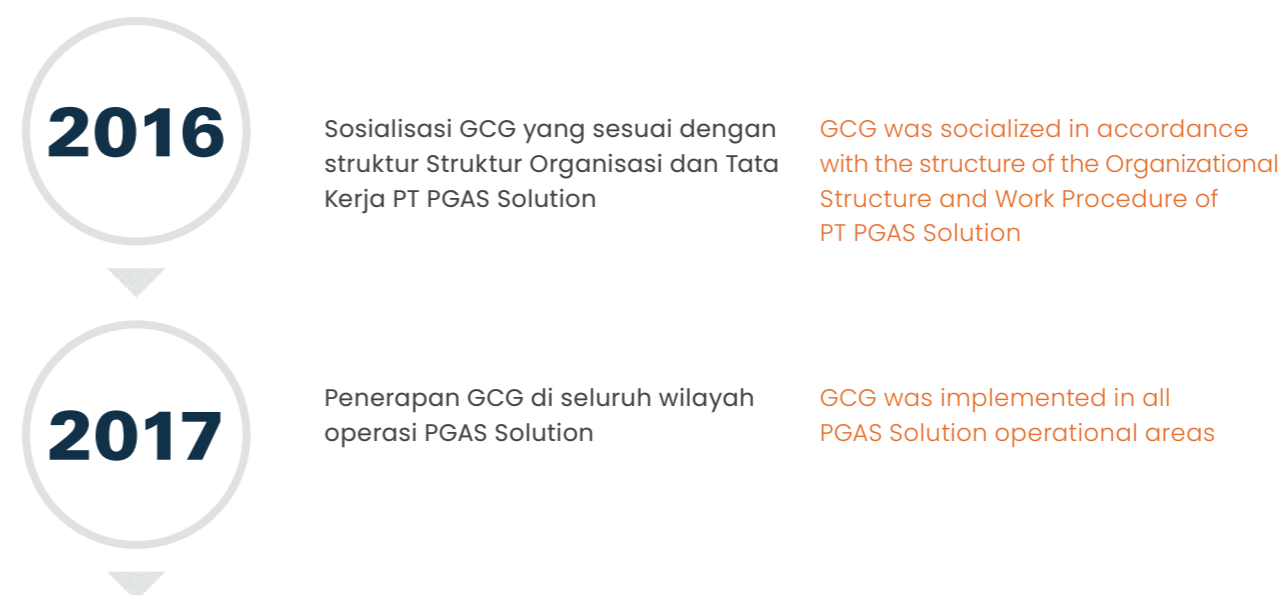 2016
Sosialisasi GCG yang sesuai dengan
struktur Struktur Organisasi dan Tata
Kerja PT PGAS Solution
GCG was socialized in accordance
with the structure of the Organizational
Structure and Work Procedure of
PT PGAS Solution
2017
Penerapan GCG di seluruh wilayah
operasi PGAS Solution
GCG was implemented in all
PGAS Solution operational areas